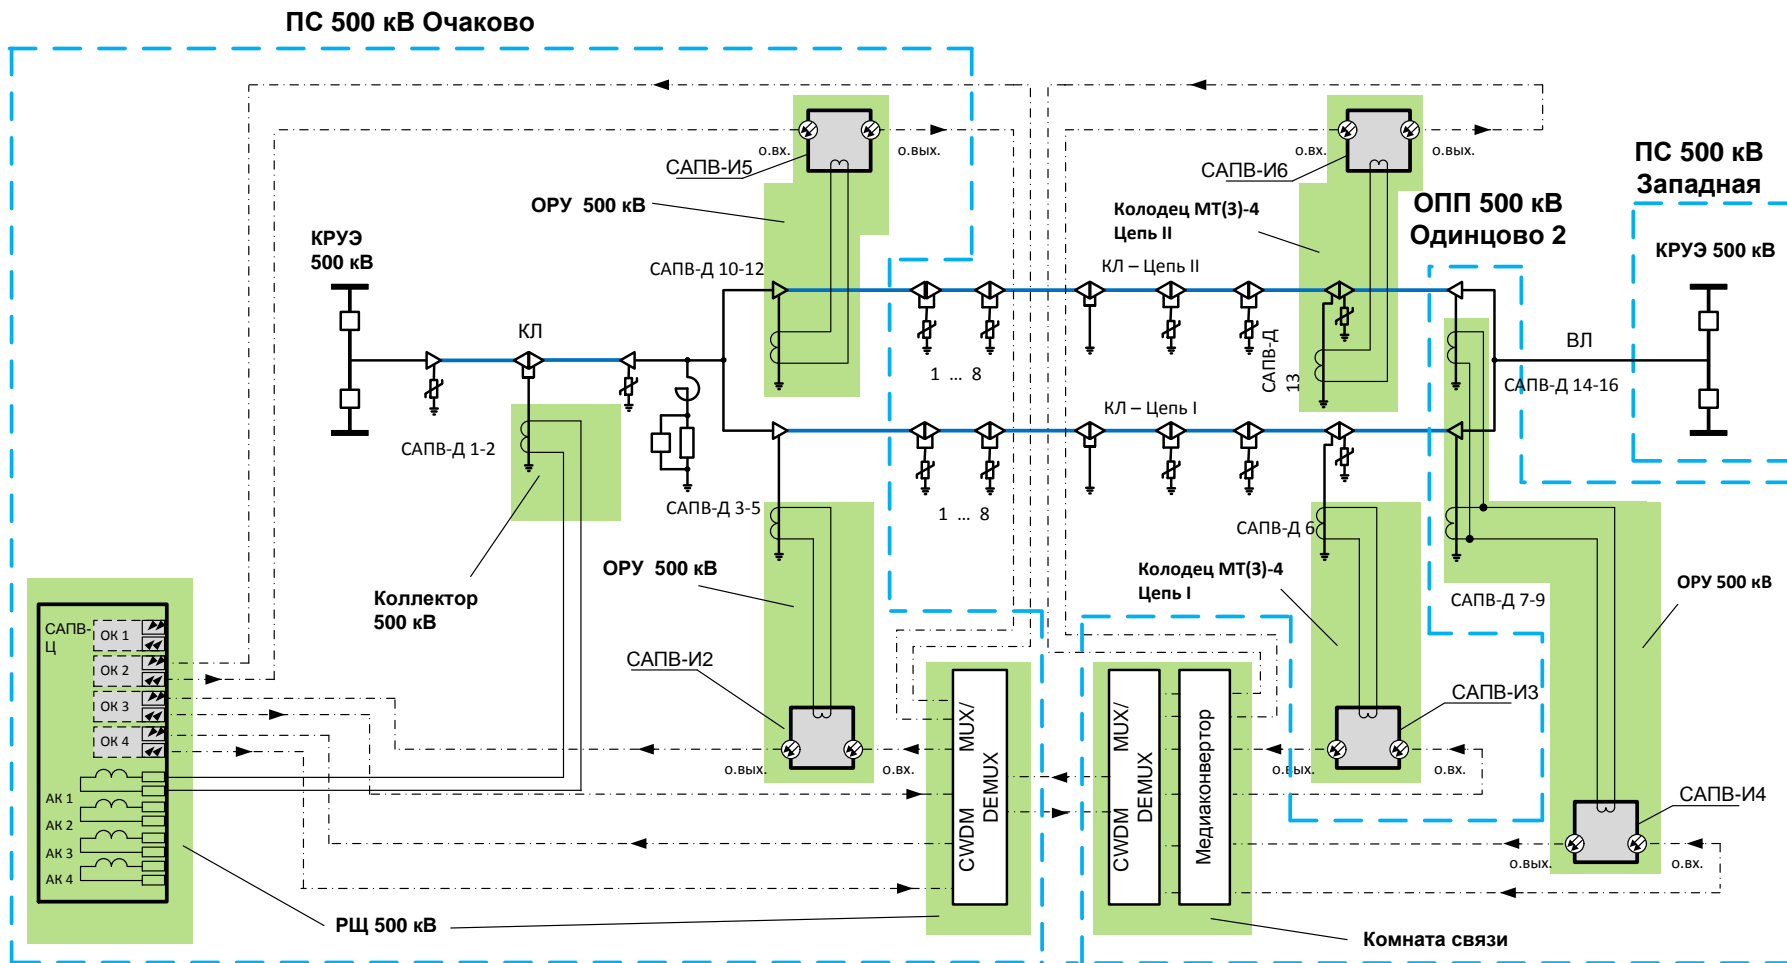 ПС 500 кВ Очаково
о.вх.
о.вых.
САПВ-И5
ОРУ 500 кВ
КРУЭ
500 кВ
САПВ-Д 10-12
КЛ
1 ... 8
КЛ – Цепь II
о.вх.
о.вых.
САПВ-И6
Колодец МТ(3)-4
Цепь II
САПВ-Д
13
ОПП 500 кВ
Одинцово 2
ПС 500 кВ
Западная
КРУЭ 500 кВ
ВЛ
САПВ-Д 14-16
КЛ – Цепь I
САПВ-Д 1-2
САПВ-Д 3-5
1 ... 8
САПВ-Д 6
ОРУ 500 кВ
Коллектор
500 кВ
Колодец МТ(3)-4
Цепь I
САПВ-Д 7-9
ОРУ 500 кВ
САПВ-
Ц
ОК 1
ОК 2
ОК 3
ОК 4
АК 1
АК 2
АК 3
АК 4
САПВ-И2
о.вых.
о.вх.
CWDM MUX/
DEMUX
CWDM MUX/
DEMUX
Медиаконвертор
САПВ-И3
о.вых.
о.вх.
САПВ-И4
о.вых.
о.вх.
РЩ 500 кВ
Комната связи